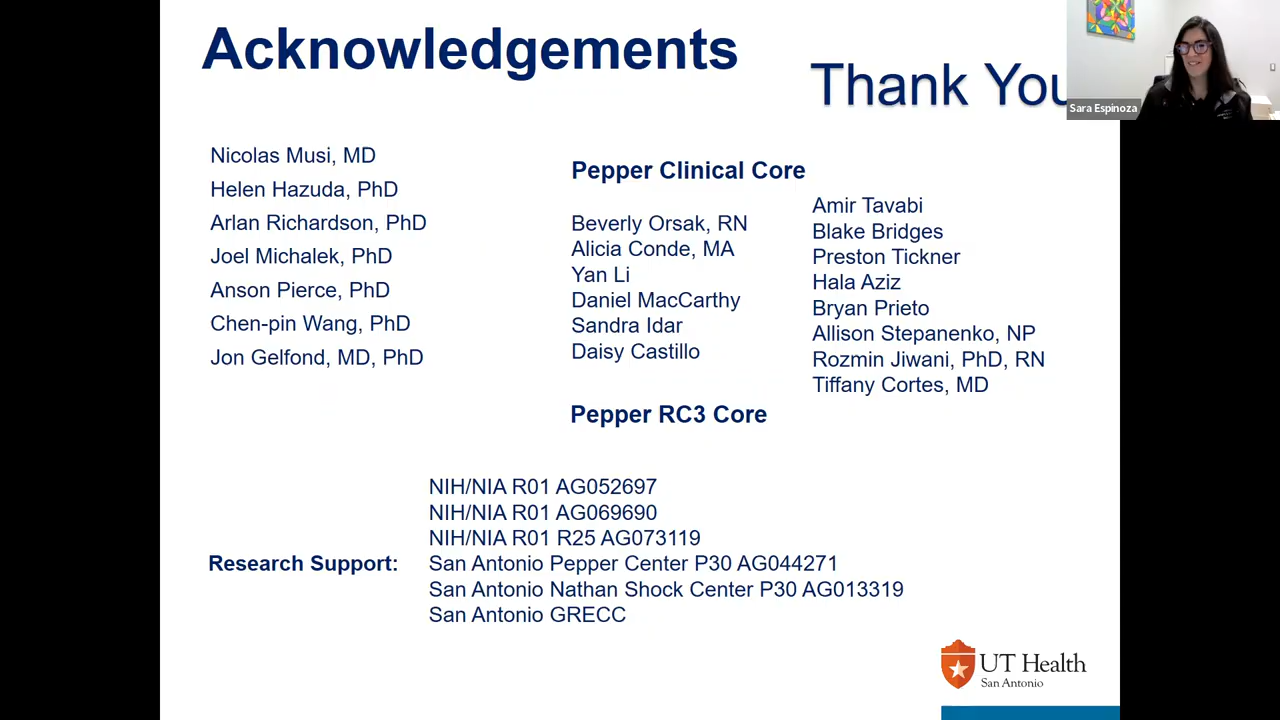 Acknowledgements
Thank You
Sara Espinoza
Nicolas Musi, MD
Helen Hazuda, PhD
Arlan Richardson, PhD
Joel Michalek, PhD
Anson Pierce, PhD
Chen-pin Wang, PhD
Jon Gelfond, MD, PhD
Pepper Clinical Core
Beverly Orsak, RN
Alicia Conde, MA
Yan Li
Daniel MacCarthy
Sandra Idar
Daisy Castillo
Amir Tavabi
Blake Bridges
Preston Tickner
Hala Aziz
Bryan Prieto
Allison Stepanenko, NP
Rozmin Jiwani, PhD, RN
Tiffany Cortes, MD
Pepper RC3 Core
Research Support:
NIH/NIA R01 AG052697
NIH/NIA R01 AG069690
NIH/NIA R01 R25 AG073119
San Antonio Pepper Center P30 AG044271
San Antonio Nathan Shock Center P30 AG013319
San Antonio GRECC
UT Health
San Antonio